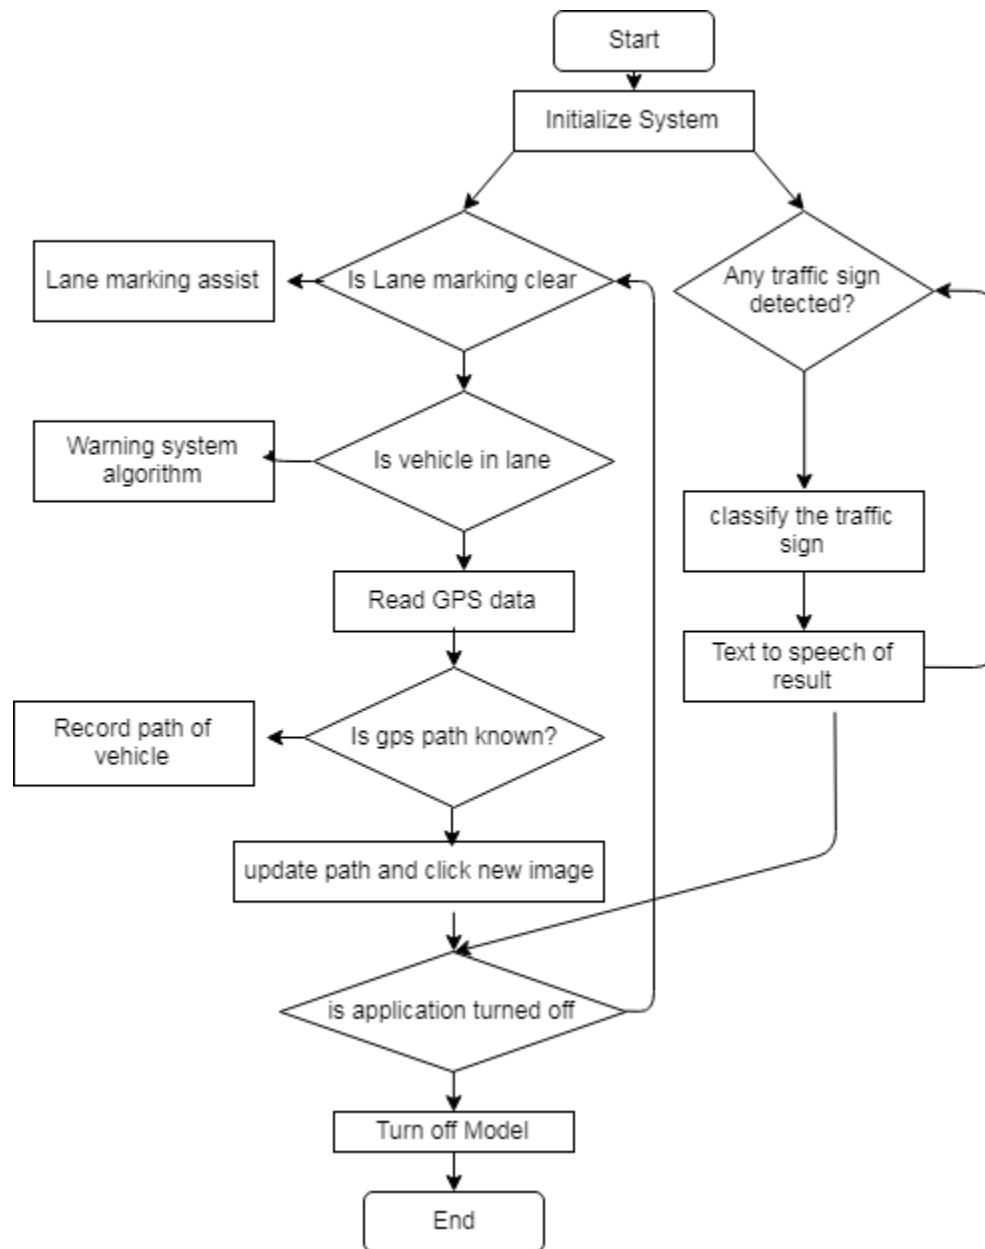 Start
Initialize System
Is Lane marking clear
Lane marking assist
Any traffic sign
detected?
Is vehicle in lane
Warning system
algorithm
classify the traffic
sign
Read GPS data
Text to speech of
result
Is gps path known?
Record path of
vehicle
update path and click new image
is application turned off
Turn off Model
End